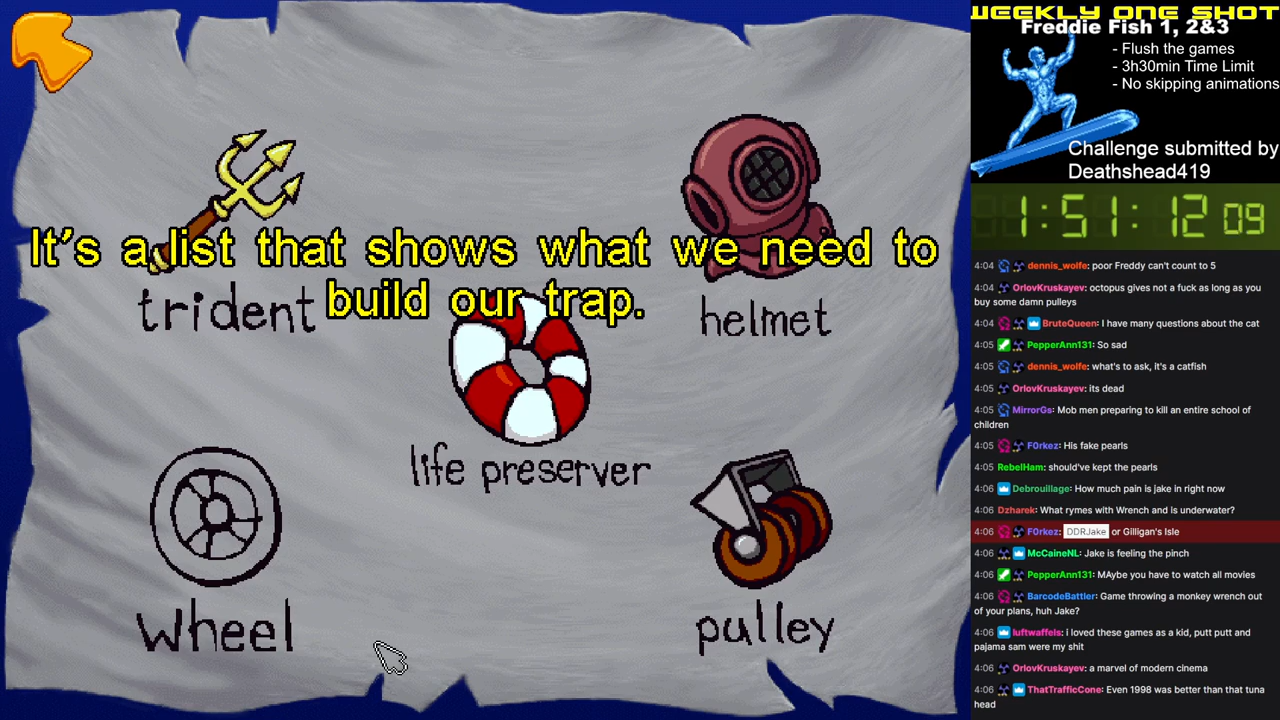 It's a list that shows what we need to
build our trap.
trident
helmet
life preserver
wheel
pulley
WEEKLY ONE SHOT
Freddie Fish 1, 2&3
- Flush the games
- 3h30min Time Limit
- No skipping animations
Challenge submitted by
Deathshead419
1:51:12 09
4:04 dennis_wolfe: poor Freddy can't count to 5
4:04 OrlovKruskayev: octopus gives not a fuck as long as you
buy some damn pulleys
4:04 BruteQueen: I have many questions about the cat
4:05 PepperAnn131: So sad
4:05 dennis_wolfe: what's to ask, it's a catfish
4:05 OrlovKruskayev: its dead
4:05 MirrorGs: Mob men preparing to kill an entire school of
children
4:05 F0rkez: His fake pearls
4:05 RebelHam: should've kept the pearls
4:06 Debrouillage: How much pain is jake in right now
4:06 Dzharek: What rymes with Wrench and is underwater?
4:06 F0rkez: DDRJake or Gilligan's Isle
4:06 McCaineNL: Jake is feeling the pinch
4:06 PepperAnn131: MAybe you have to watch all movies
4:06 BarcodeBattler: Game throwing a monkey wrench out
of your plans, huh Jake?
4:06 luftwaffels: i loved these games as a kid, putt putt and
pajama sam were my shit
4:06 OrlovKruskayev: a marvel of modern cinema
4:06 ThatTrafficCone: Even 1998 was better than that tuna
head